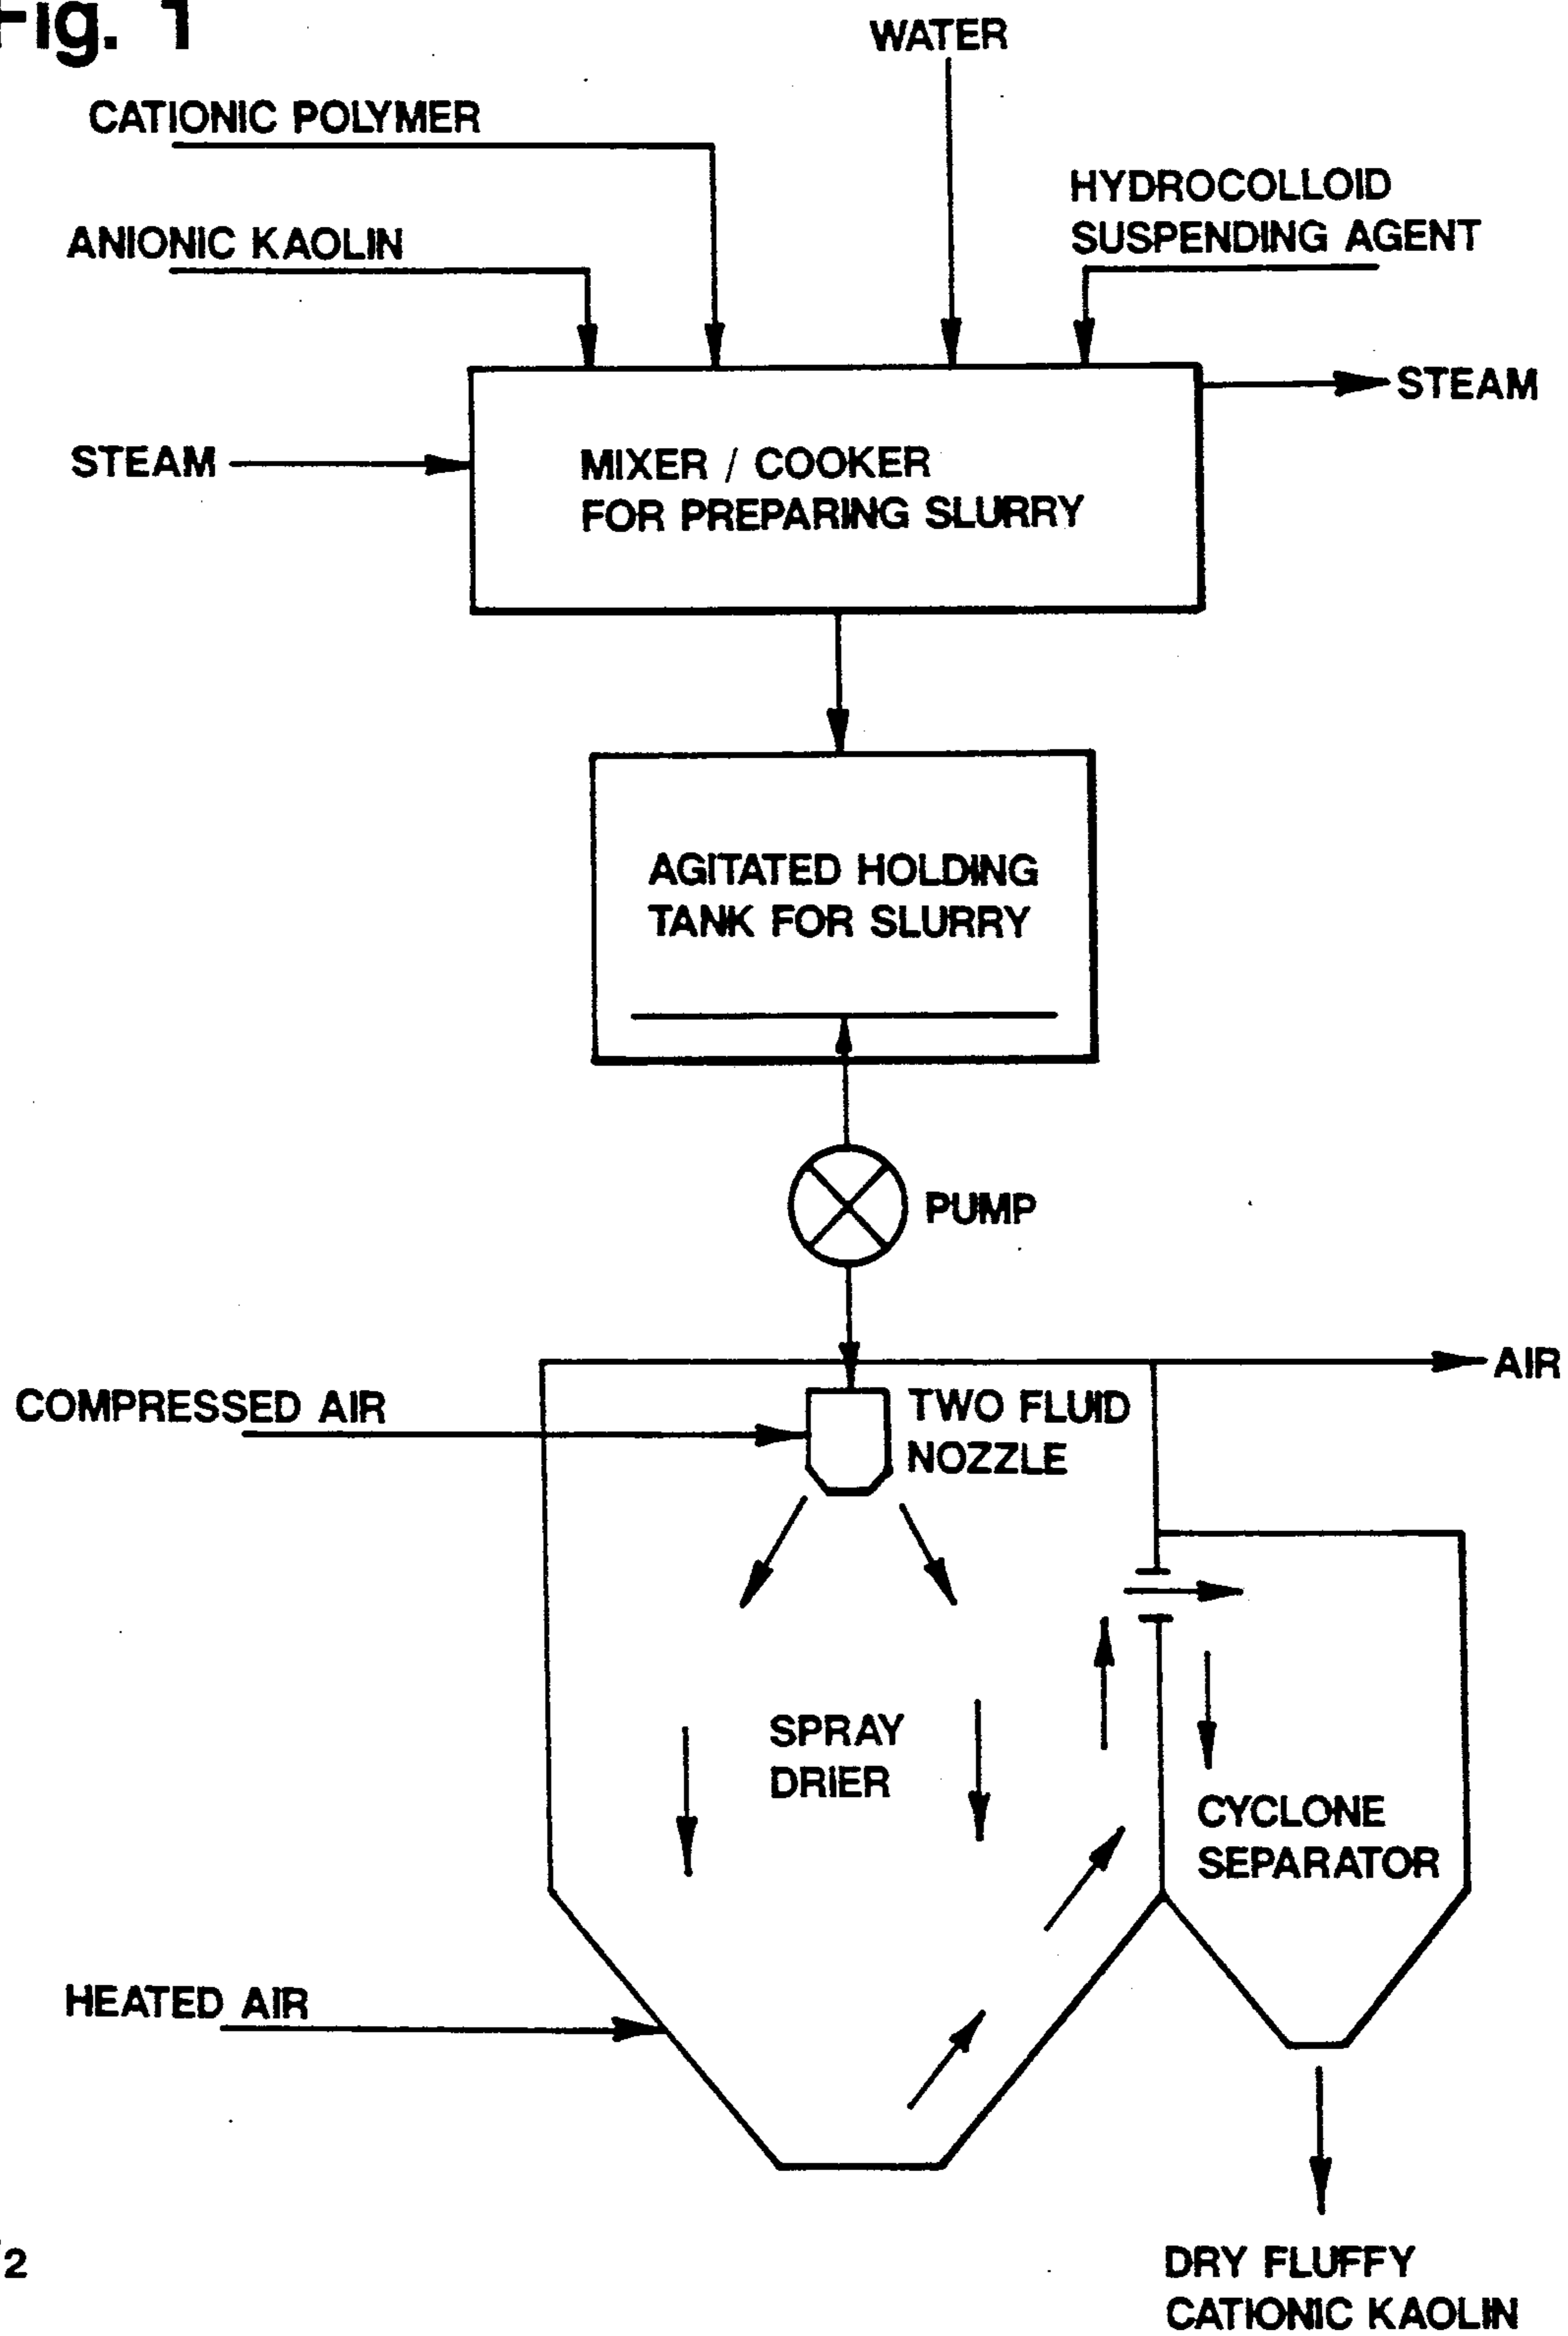 Fig. 1
WATER
CATIONIC POLYMER
HYDROCOLLOID
SUSPENDING AGENT
ANIONIC KAOLIN
STEAM
STEAM
MIXER / COOKER
FOR PREPARING SLURRY
AGITATED HOLDING
TANK FOR SLURRY
PUMP
AIR
COMPRESSED AIR
TWO FLUID
NOZZLE
SPRAY
DRIER
CYCLONE
SEPARATOR
HEATED AIR
2
DRY FLUFFY
CATIONIC KAOLIN